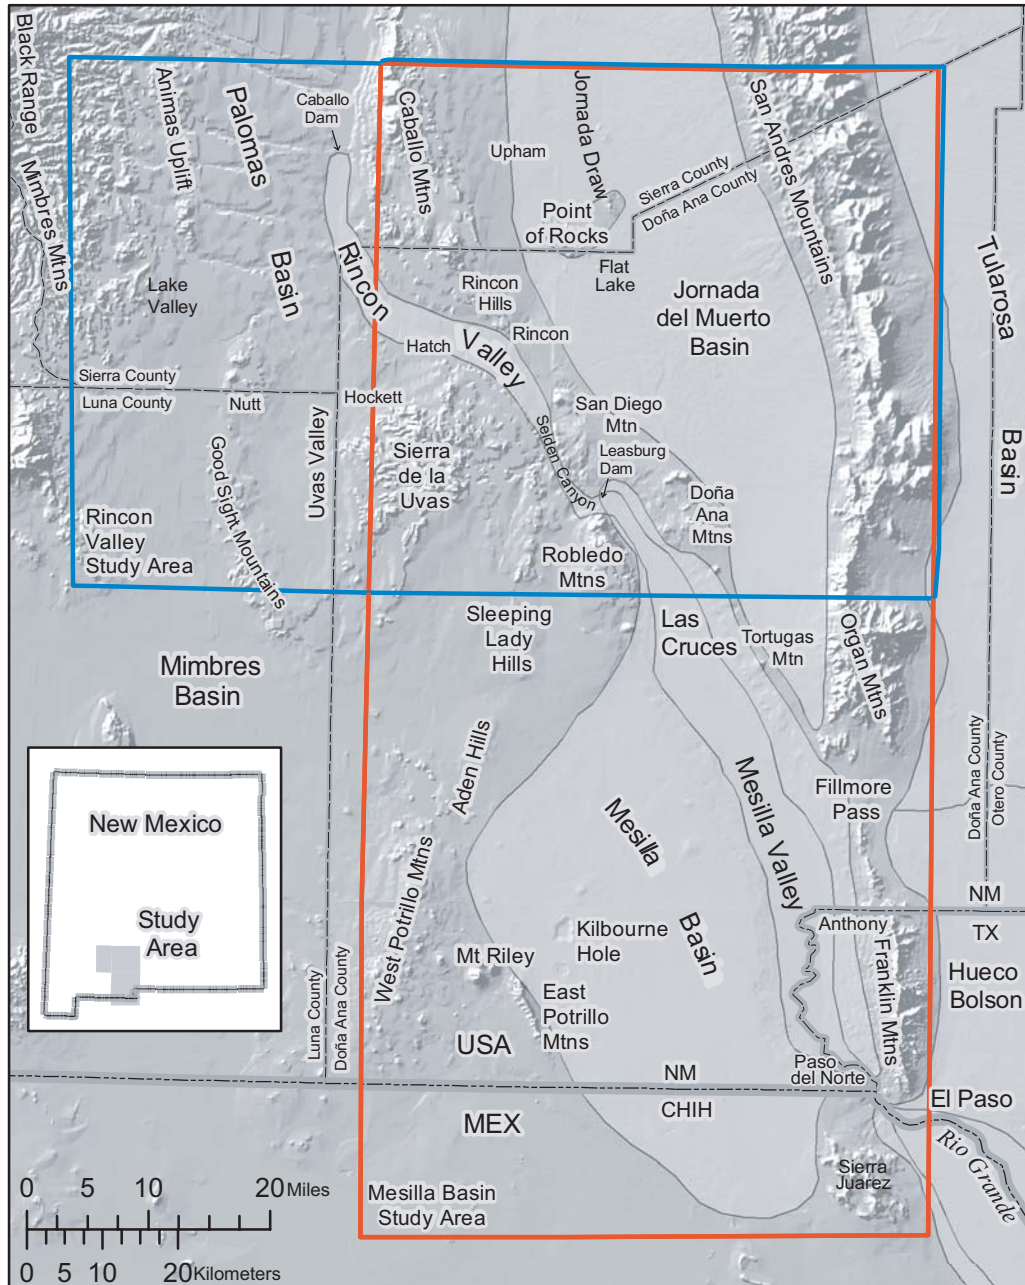 Black Range
Mimbres Mtns
Animas Uplift
Palomas
Basin
Caballo
Dam
Caballo Mtns
Upham
Jornada Draw
San Andres Mountains
Sierra County
Doña Ana County
Point
of Rocks
Flat
Lake
Lake
Valley
Rincon
Valley
Rincon
Hills
Rincon
Jornada
del Muerto
Basin
Tularosa
Basin
Hatch
Sierra County
Luna County
Nutt
Hockett
Uvas Valley
San Diego
Mtn
Selden Canyon
Leasburg
Dam
Sierra
de la
Uvas
Good Sight Mountains
Doña
Ana
Mtns
Rincon
Valley
Study Area
Robledo
Mtns
Sleeping
Lady
Hills
Las
Cruces
Tortugas
Mtn
Organ Mtns
Mimbres
Basin
Aden Hills
Doña Ana County
Otero County
Fillmore
Pass
New Mexico
Study
Area
Mesilla
Basin
Mesilla Valley
West Potrillo Mtns
Kilbourne
Hole
Mt Riley
East
Potrillo
Mtns
NM
TX
Anthony
Franklin Mtns
Hueco
Bolson
Luna County
Doña Ana County
USA
NM
Paso
del Norte
MEX
CHIH
El Paso
Rio Grande
Sierra
Juarez
Mesilla Basin
Study Area
0 5 10 20 Miles
0 5 10 20 Kilometers